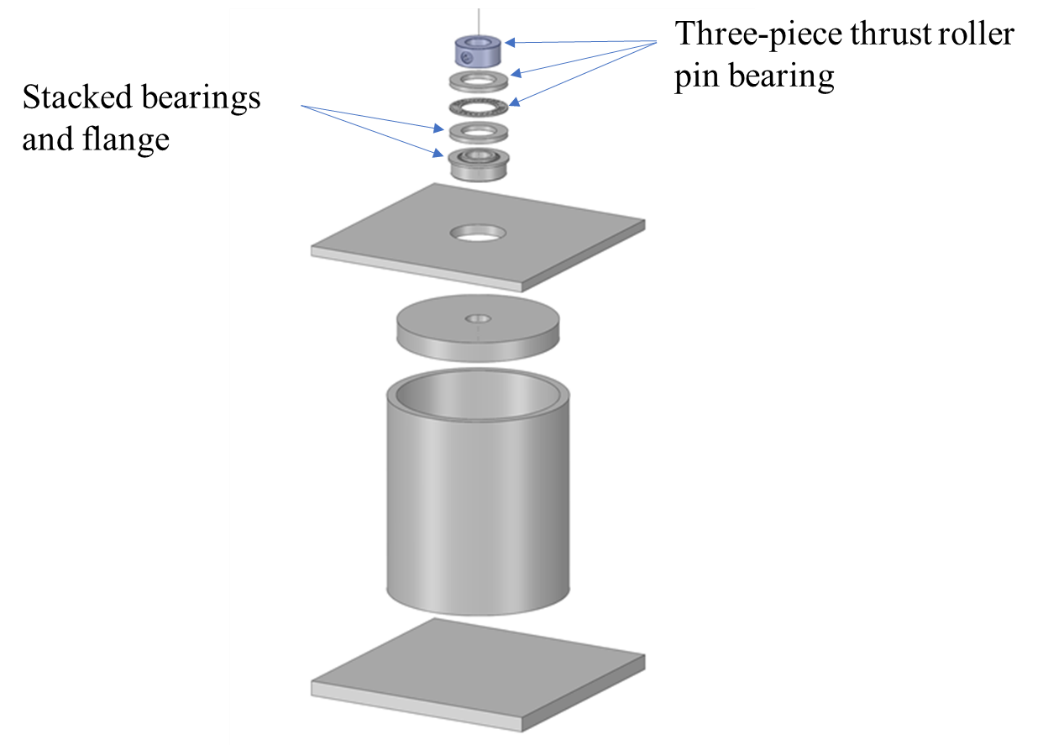 Three-piece thrust roller
pin bearing
Stacked bearings
and flange